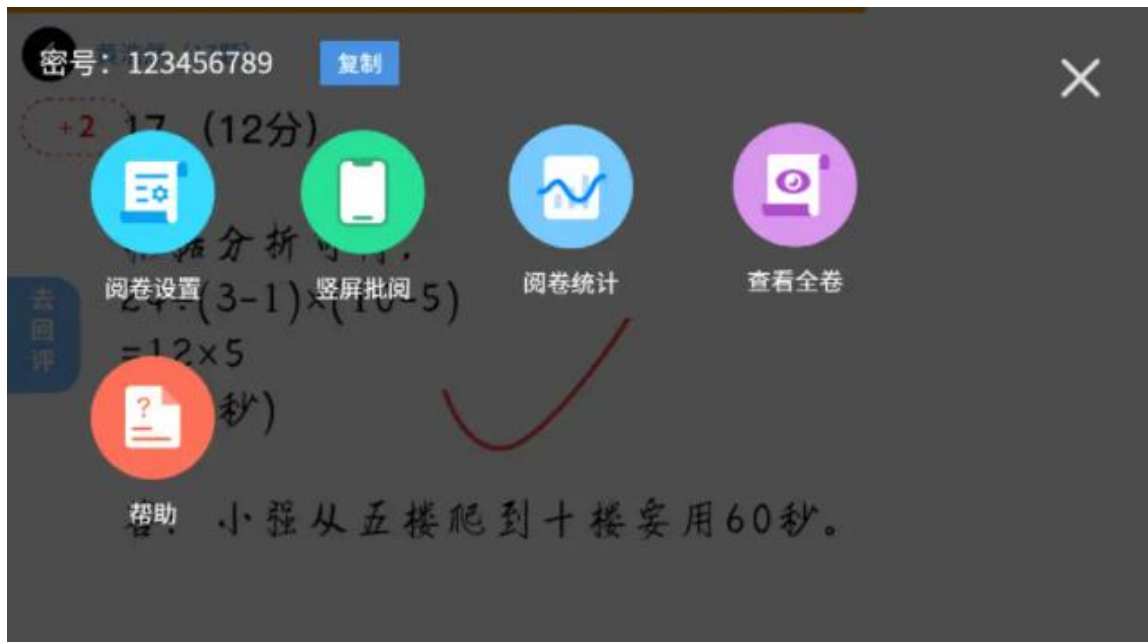 密号：123456789
复制
+2
17.（12分）
分析
阅卷设置
竖屏批阅
阅卷统计
查看全卷
去回评
(3-1)×(10-5)
=12×5
秒)
帮助
小强从五楼爬到十楼要用60秒。